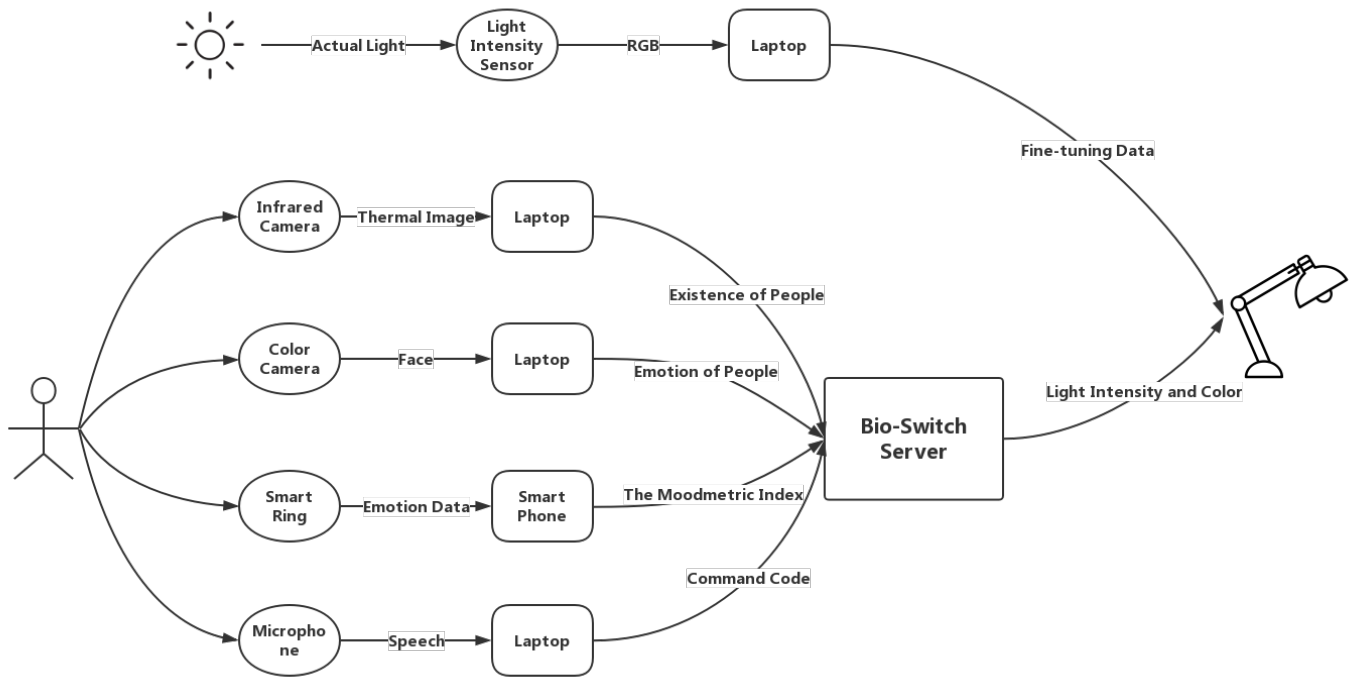 Actual Light
Light
Intensity
Sensor
RGB
Laptop
Fine-tuning Data
Infrared
Camera
Thermal Image
Laptop
Existence of People
Color
Camera
Face
Laptop
Emotion of People
Bio-Switch
Server
Light Intensity and Color
Smart
Ring
Emotion Data
Smart
Phone
The Moodmetric Index
Command Code
Micropho
ne
Speech
Laptop